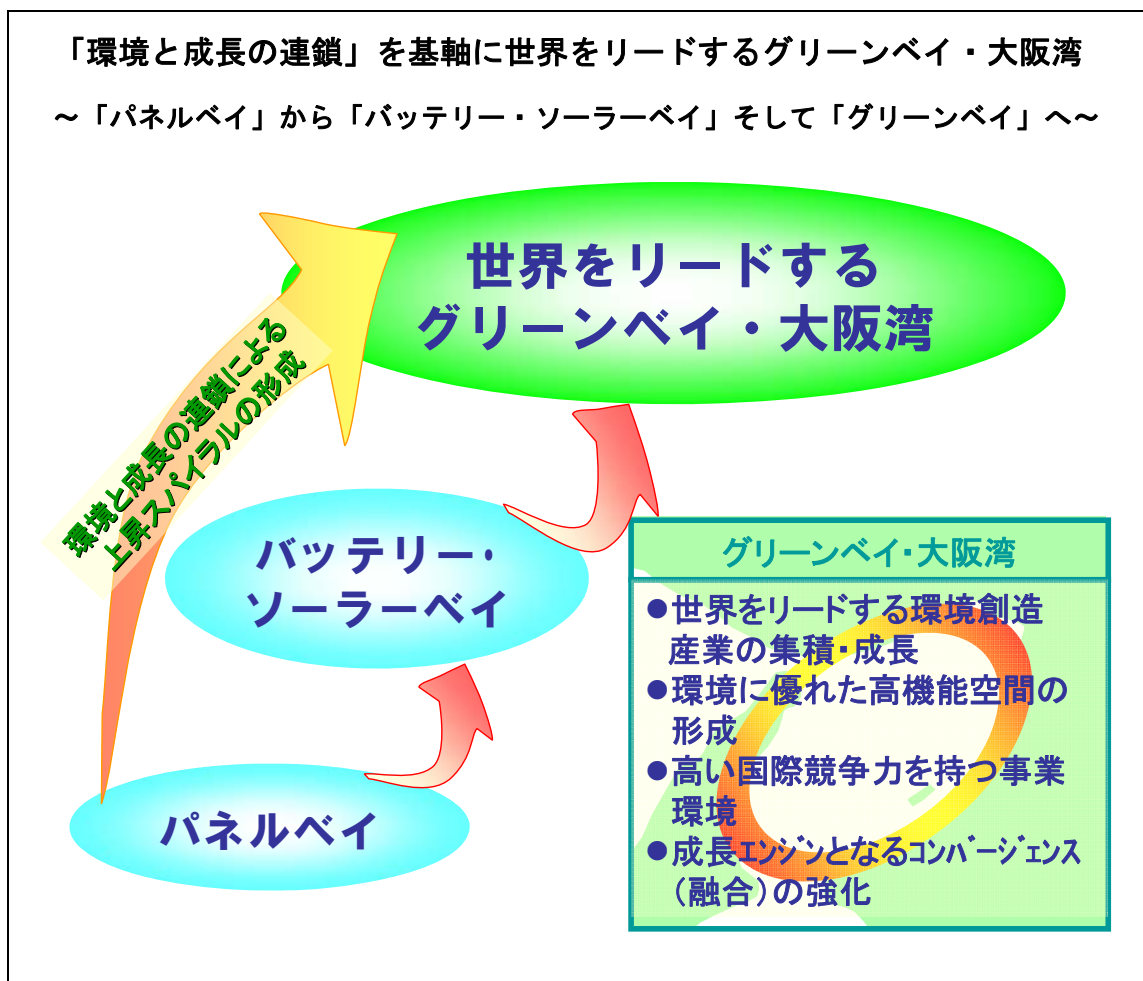 「環境と成長の連鎖」を基軸に世界をリードするグリーンベイ・大阪湾
～「パネルベイ」から「バッテリー・ソーラーベイ」そして「グリーンベイ」へ～
世界をリードする
グリーンベイ・大阪湾
環境と成長の連鎖による
上昇スパイラルの形成
バッテリー・
ソーラーベイ
パネルベイ
グリーンベイ・大阪湾
●世界をリードする環境創造
産業の集積・成長
●環境に優れた高機能空間の
形成
●高い国際競争力を持つ事業
環境
●成長ｴﾝｼﾞﾝとなるｺﾝﾊﾞｰｼﾞｪﾝｽ
(融合)の強化